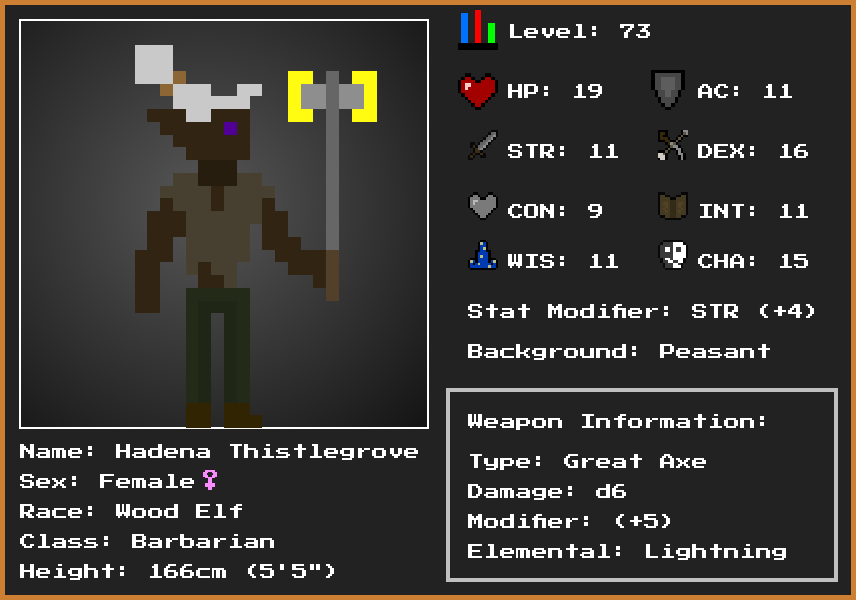 Level: 73
HP: 19
AC: 11
STR: 11
DEX: 16
CON: 9
INT: 11
WIS: 11
CHA: 15
Stat Modifier: STR (+4)
Background: Peasant
Weapon Information:
Type: Great Axe
Damage: d6
Modifier: (+5)
Elemental: Lightning
Name: Hadena Thistlegrove
Sex: Female♀
Race: Wood Elf
Class: Barbarian
Height: 166cm (5'5")